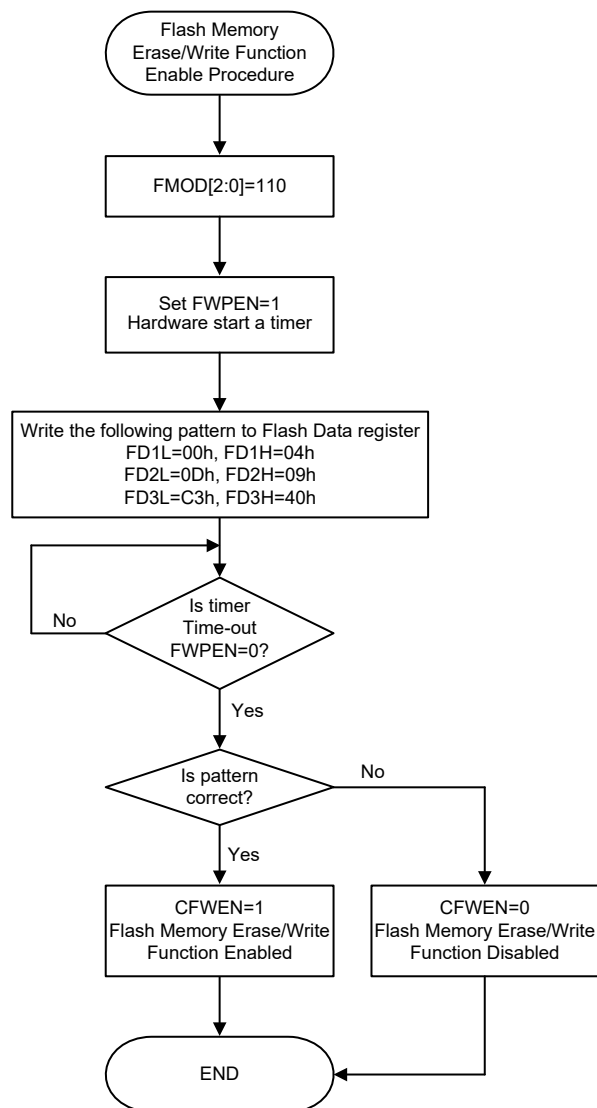 Flash Memory
Erase/Write Function
Enable Procedure
FMOD[2:0]=110
Set FWPEN=1
Hardware start a timer
Write the following pattern to Flash Data register
FD1L=00h, FD1H=04h
FD2L=0Dh, FD2H=09h
FD3L=C3h, FD3H=40h
Is timer
Time-out
FWPEN=0?
No
Yes
Is pattern
correct?
No
Yes
CFWEN=1
Flash Memory Erase/Write
Function Enabled
CFWEN=0
Flash Memory Erase/Write
Function Disabled
END